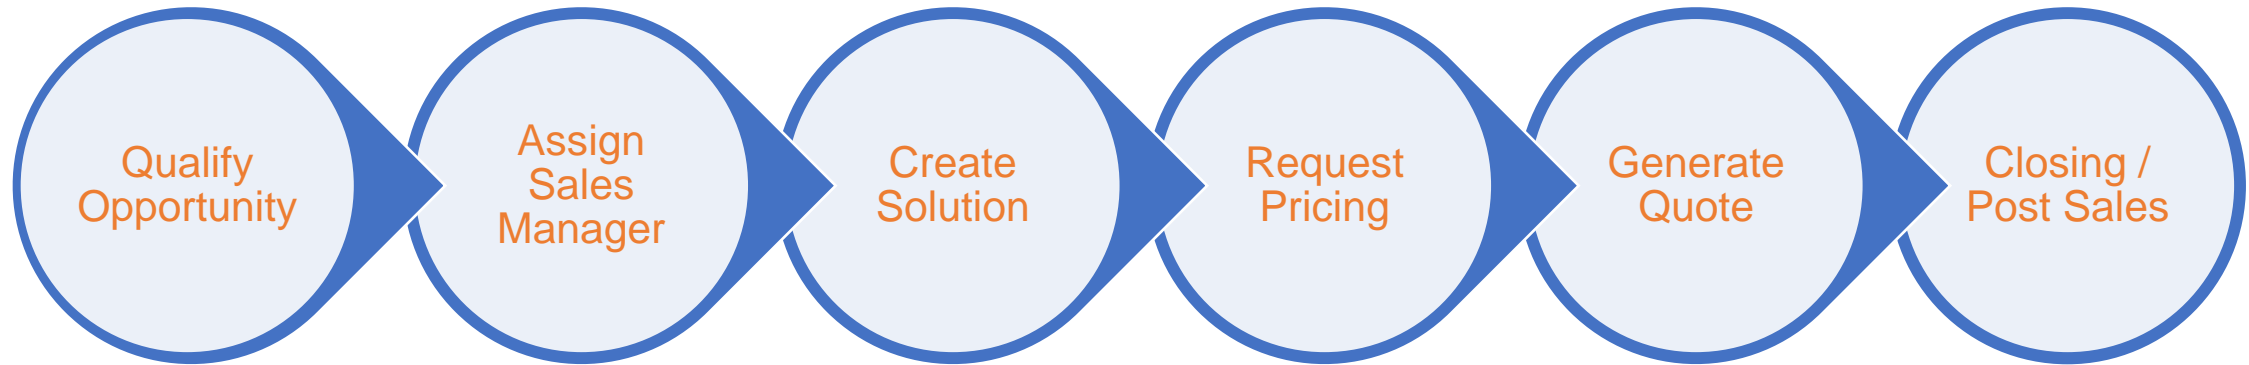 Qualify
Opportunity
Assign
Sales
Manager
Create
Solution
Request
Pricing
Generate
Quote
Closing /
Post Sales